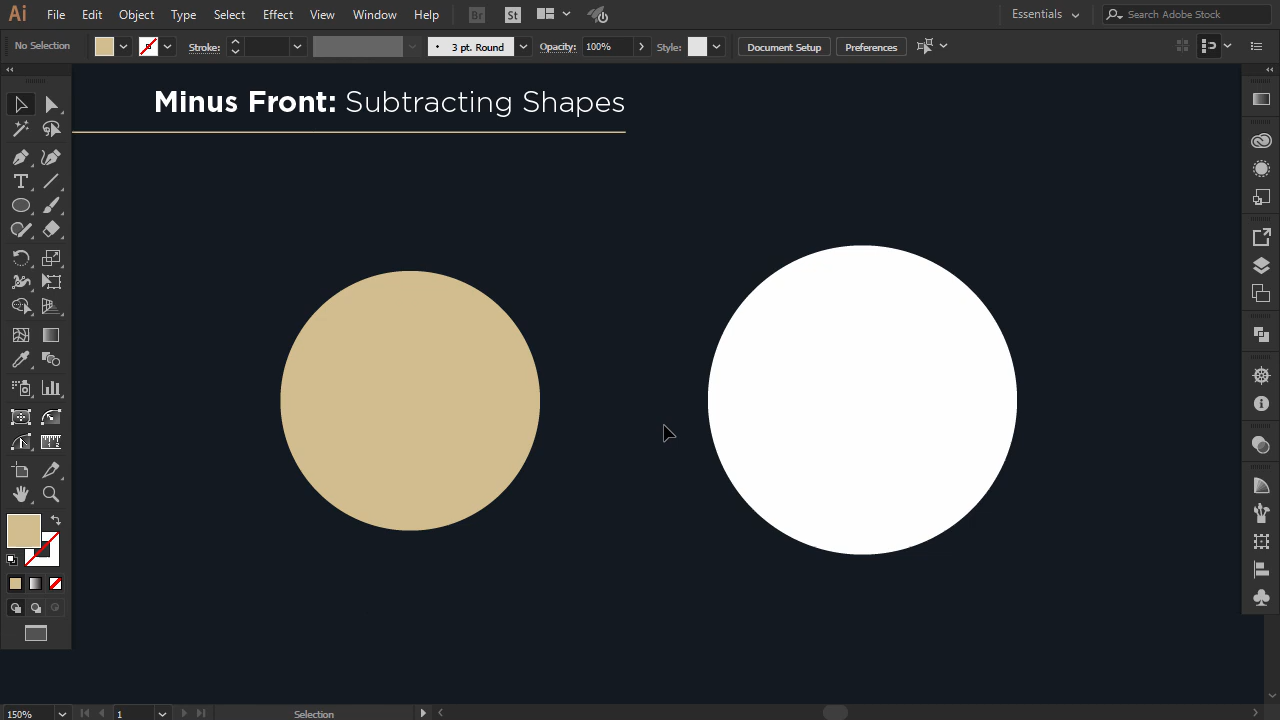 Ai File Edit Object Type Select Effect View Window Help Br St Essentials Search Adobe Stock
No Selection Stroke: 3 pt. Round Opacity: 100% Style: Document Setup Preferences
Minus Front: Subtracting Shapes
150% 1 Selection